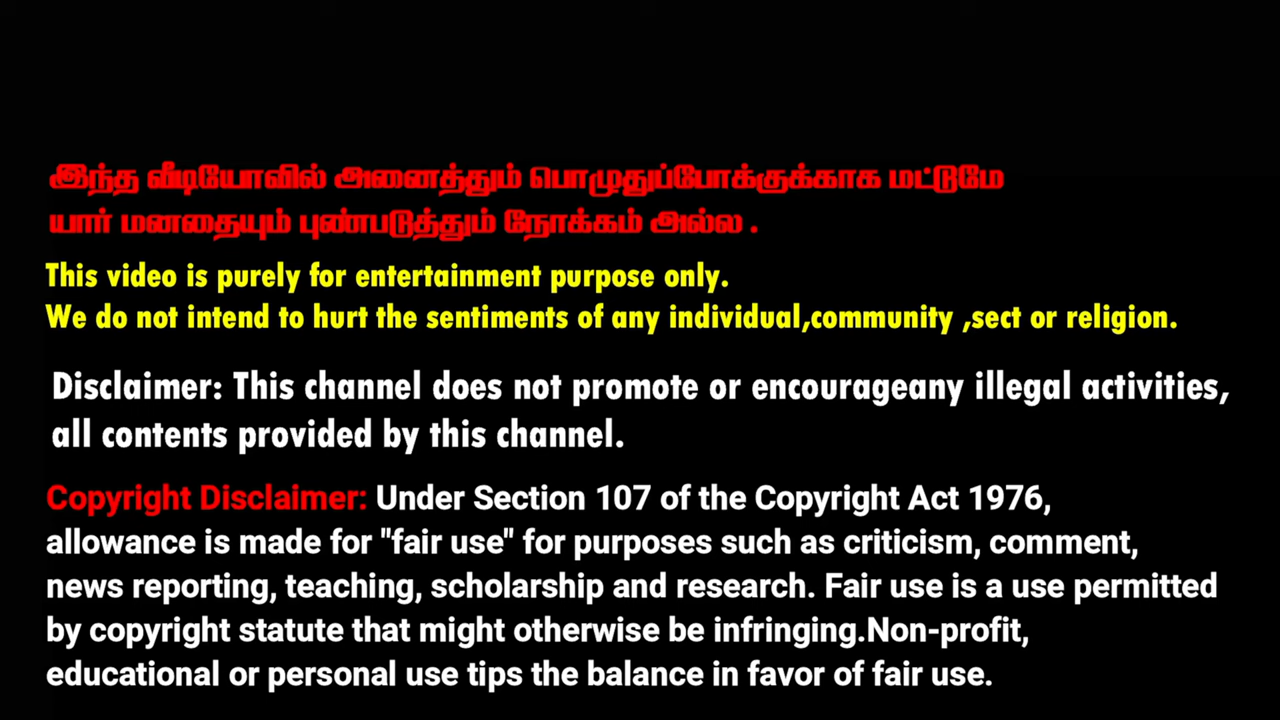 இந்த வீடியோவில் அனைத்தும் பொழுதுப்போக்குக்காக மட்டுமே
யார் மனதையும் புண்படுத்தும் நோக்கம் அல்ல .
This video is purely for entertainment purpose only.
We do not intend to hurt the sentiments of any individual,community ,sect or religion.
Disclaimer: This channel does not promote or encourageany illegal activities,
all contents provided by this channel.
Copyright Disclaimer: Under Section 107 of the Copyright Act 1976,
allowance is made for "fair use" for purposes such as criticism, comment,
news reporting, teaching, scholarship and research. Fair use is a use permitted
by copyright statute that might otherwise be infringing.Non-profit,
educational or personal use tips the balance in favor of fair use.